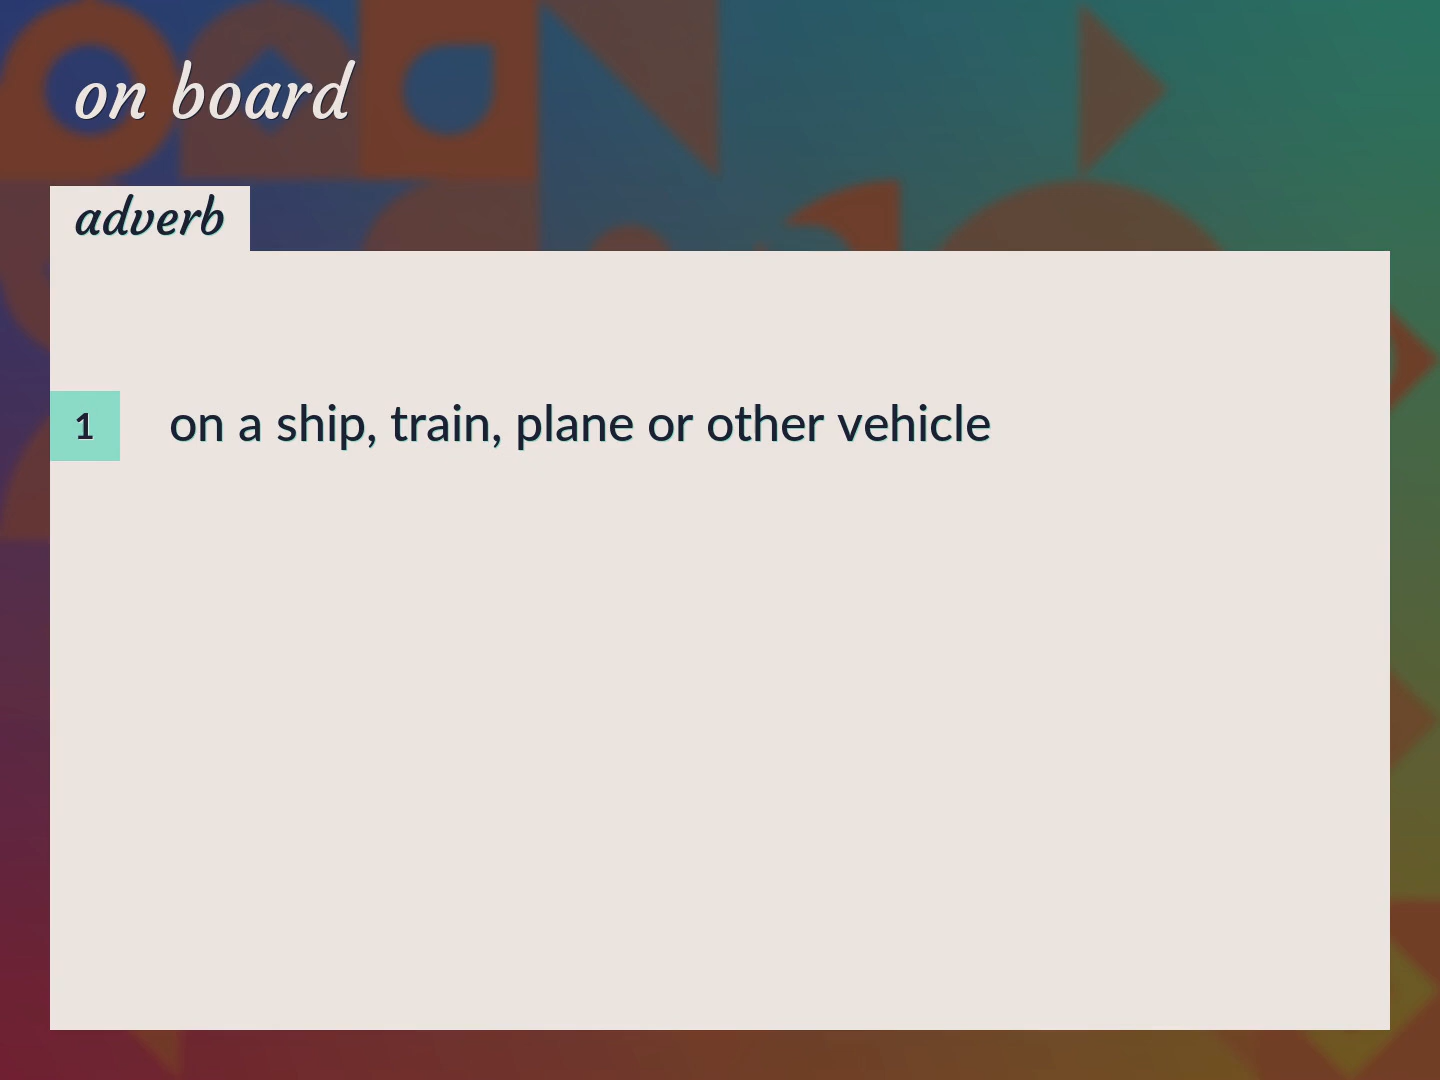 on board
adverb
1 on a ship, train, plane or other vehicle